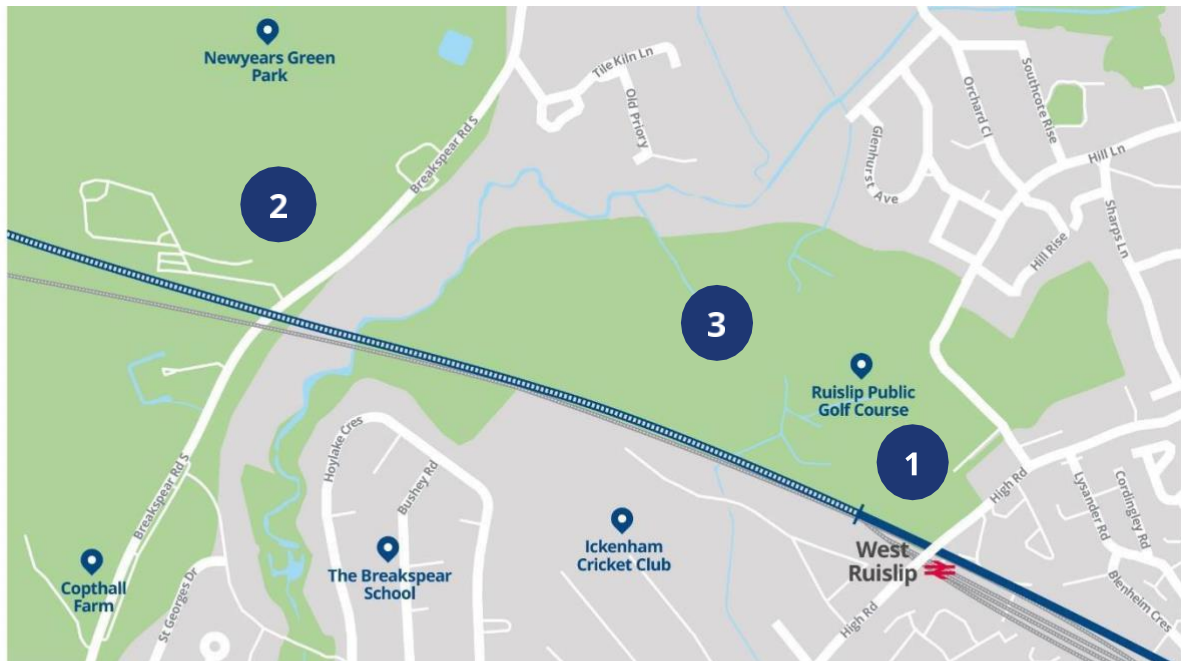 Newyears Green
Park
Tile Kiln Ln
Old Priory
Breakspear Rd S
Glenhurst Ave
Orchard Cl
Southcote Rise
Hill Ln
Sharps Ln
Hill Rise
2
3
Ruislip Public
Golf Course
1
High Rd
Lysander Rd
Cordingley Rd
Blenheim Cres
West
Ruislip
High Rd
Hoylake Cres
Bushey Rd
Breakspear Rd S
Ickenham
Cricket Club
The Breakspear
School
Copthall
Farm
St Georges Dr